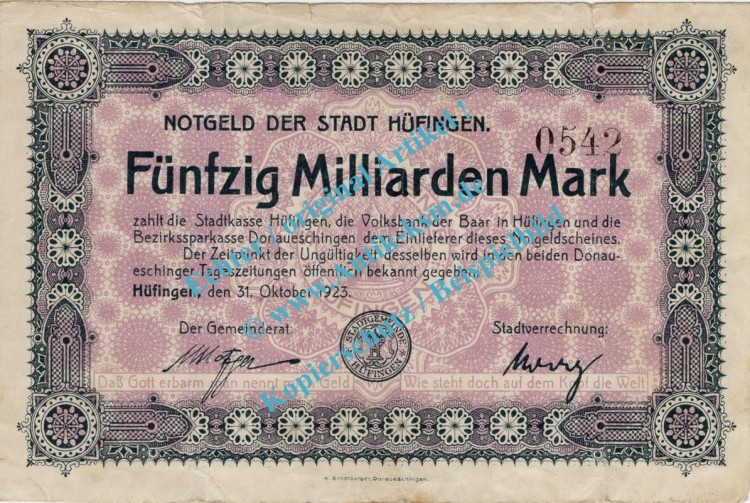 NOTGELD DER STADT HÜFINGEN.
0542
Fünfzig Milliarden Mark
zahlt die Stadtkasse Hüfingen, die Volksbank der Baar in Hüfingen und die
Bezirkssparkasse Donaueschingen dem Einlieferer dieses Notgeldscheines.
Der Zeitpunkt der Ungültigkeit desselben wird in den beiden Donau-
eschinger Tageszeitungen öffentlich bekannt gegeben.
Hüfingen, den 31. Oktober 1923.
Der Gemeinderat:
Stadtverrechnung:
STADTGEMEINDE
HÜFINGEN
Daß Gott erbarm man nennt Geld
Wie steht doch auf dem Kopf die Welt
Donaueschingen.
Kopierschutz / Beispielbild